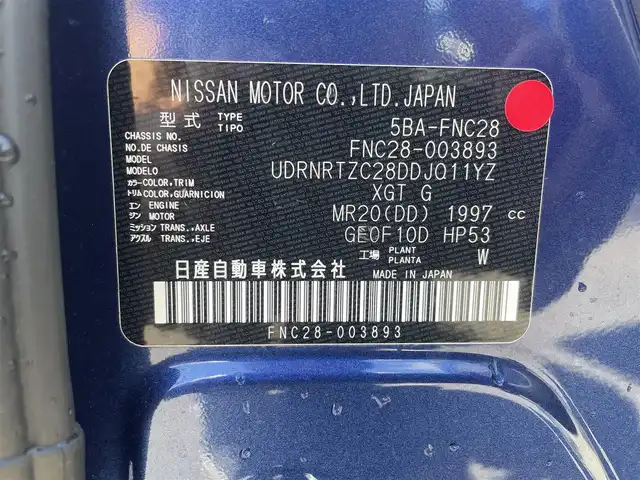 NISSAN MOTOR CO.,LTD.JAPAN
型式 TYPE TIPO 5BA-FNC28
CHASSIS NO. NO.DE CHASIS FNC28-003893
MODEL MODELO UDRNRTZC28DDJQ11YZ
カラー COLOR, TRIM トリム COLOR, GUARNICION XGT G
エン ENGINE ジン MOTOR MR20(DD) 1997 cc
ミッション TRANS., AXLE アクスル TRANS., EJE GE0F10D HP53
工場 PLANT PLANTA W
日産自動車株式会社 MADE IN JAPAN
FNC28-003893